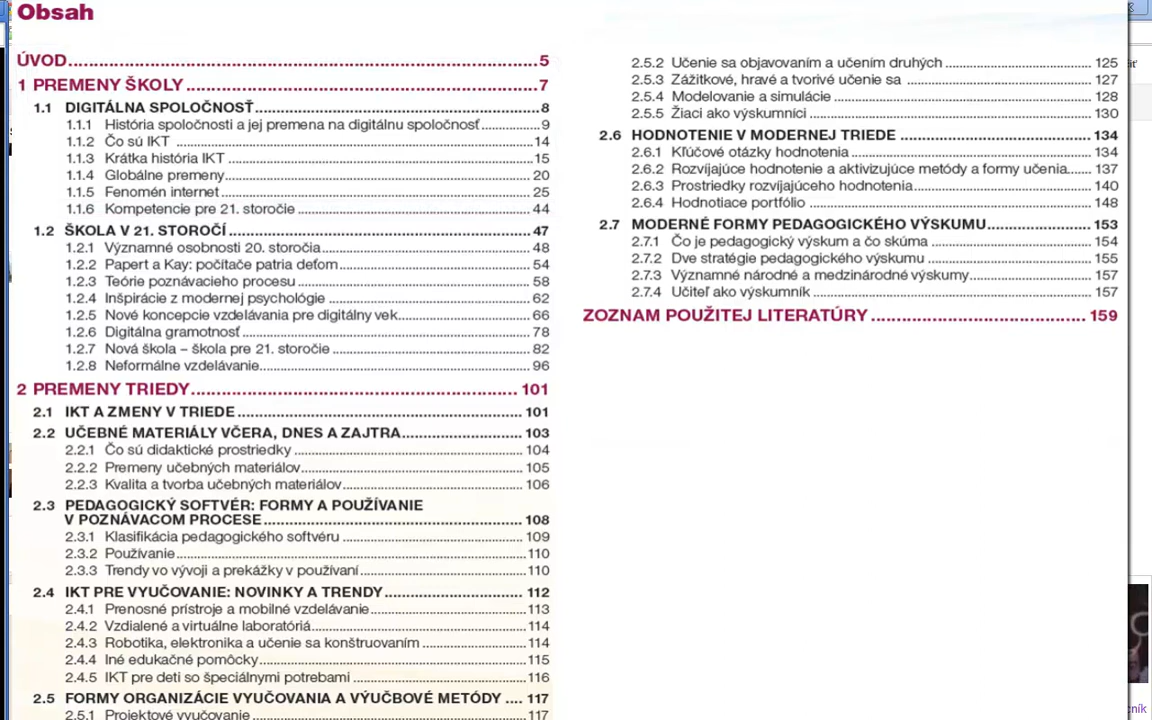 Obsah
ÚVOD 5
1 PREMENY ŠKOLY 7
1.1 DIGITÁLNA SPOLOČNOSŤ 8
1.1.1 História spoločnosti a jej premena na digitálnu spoločnosť 9
1.1.2 Čo sú IKT 14
1.1.3 Krátka história IKT 15
1.1.4 Globálne premeny 20
1.1.5 Fenomén internet 25
1.1.6 Kompetencie pre 21. storočie 44
1.2 ŠKOLA V 21. STOROČÍ 47
1.2.1 Významné osobnosti 20. storočia 48
1.2.2 Papert a Kay: počítače patria deťom 54
1.2.3 Teórie poznávacieho procesu 58
1.2.4 Inšpirácie z modernej psychológie 62
1.2.5 Nové koncepcie vzdelávania pre digitálny vek 66
1.2.6 Digitálna gramotnosť 78
1.2.7 Nová škola – škola pre 21. storočie 82
1.2.8 Neformálne vzdelávanie 96
2 PREMENY TRIEDY 101
2.1 IKT A ZMENY V TRIEDE 101
2.2 UČEBNÉ MATERIÁLY VČERA, DNES A ZAJTRA 103
2.2.1 Čo sú didaktické prostriedky 104
2.2.2 Premeny učebných materiálov 105
2.2.3 Kvalita a tvorba učebných materiálov 106
2.3 PEDAGOGICKÝ SOFTVÉR: FORMY A POUŽÍVANIE
V POZNÁVACOM PROCESE 108
2.3.1 Klasifikácia pedagogického softvéru 109
2.3.2 Používanie 110
2.3.3 Trendy vo vývoji a prekážky v používaní 110
2.4 IKT PRE VYUČOVANIE: NOVINKY A TRENDY 112
2.4.1 Prenosné prístroje a mobilné vzdelávanie 113
2.4.2 Vzdialené a virtuálne laboratóriá 114
2.4.3 Robotika, elektronika a učenie sa konštruovaním 114
2.4.4 Iné edukačné pomôcky 115
2.4.5 IKT pre deti so špeciálnymi potrebami 116
2.5 FORMY ORGANIZÁCIE VYUČOVANIA A VÝUČBOVÉ METÓDY 117
2.5.1 Projektové vyučovanie 117
2.5.2 Učenie sa objavovaním a učením druhých 125
2.5.3 Zážitkové, hravé a tvorivé učenie sa 127
2.5.4 Modelovanie a simulácie 128
2.5.5 Žiaci ako výskumníci 130
2.6 HODNOTENIE V MODERNEJ TRIEDE 134
2.6.1 Kľúčové otázky hodnotenia 134
2.6.2 Rozvíjajúce hodnotenie a aktivizujúce metódy a formy učenia 137
2.6.3 Prostriedky rozvíjajúceho hodnotenia 140
2.6.4 Hodnotiace portfólio 148
2.7 MODERNÉ FORMY PEDAGOGICKÉHO VÝSKUMU 153
2.7.1 Čo je pedagogický výskum a čo skúma 154
2.7.2 Dve stratégie pedagogického výskumu 155
2.7.3 Významné národné a medzinárodné výskumy 157
2.7.4 Učiteľ ako výskumník 157
ZOZNAM POUŽITEJ LITERATÚRY 159